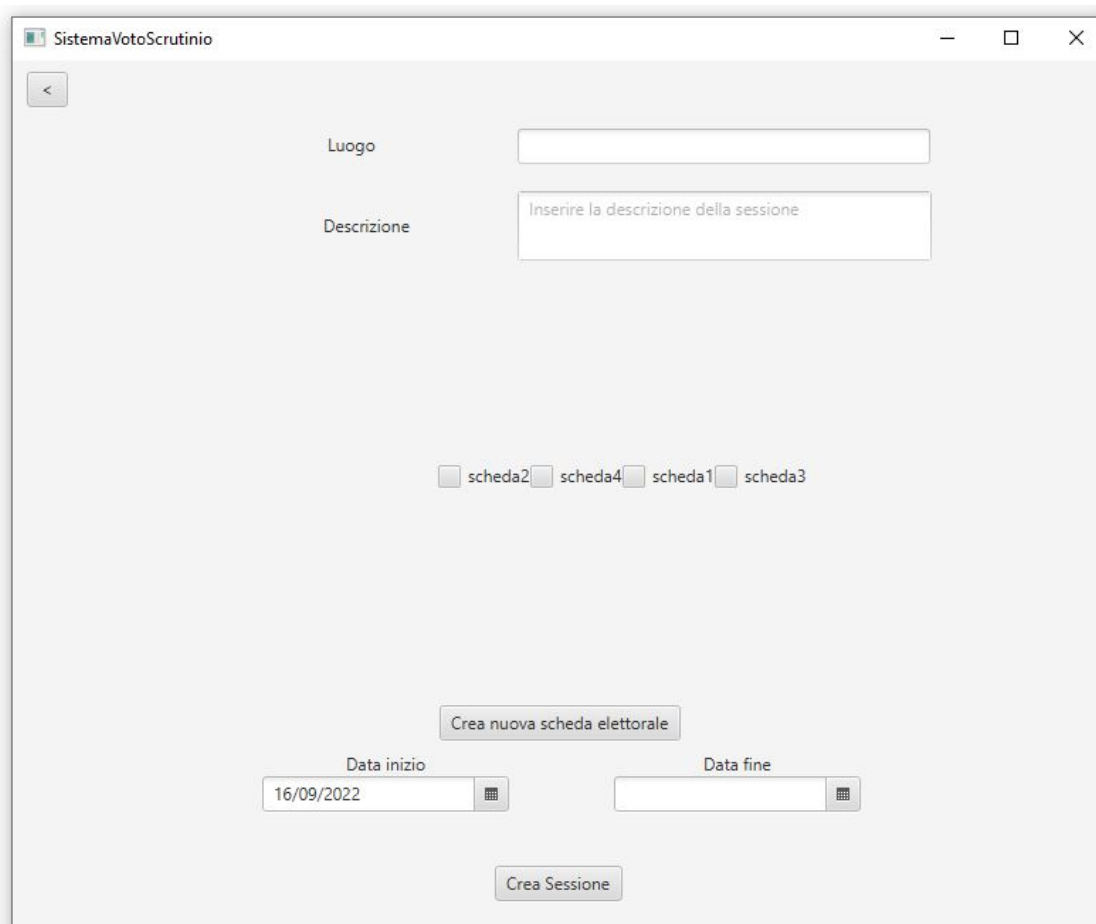 SistemaVotoScrutinio
<
Luogo
Descrizione
Inserire la descrizione della sessione
scheda2 scheda4 scheda1 scheda3
Crea nuova scheda elettorale
Data inizio Data fine
16/09/2022
Crea Sessione